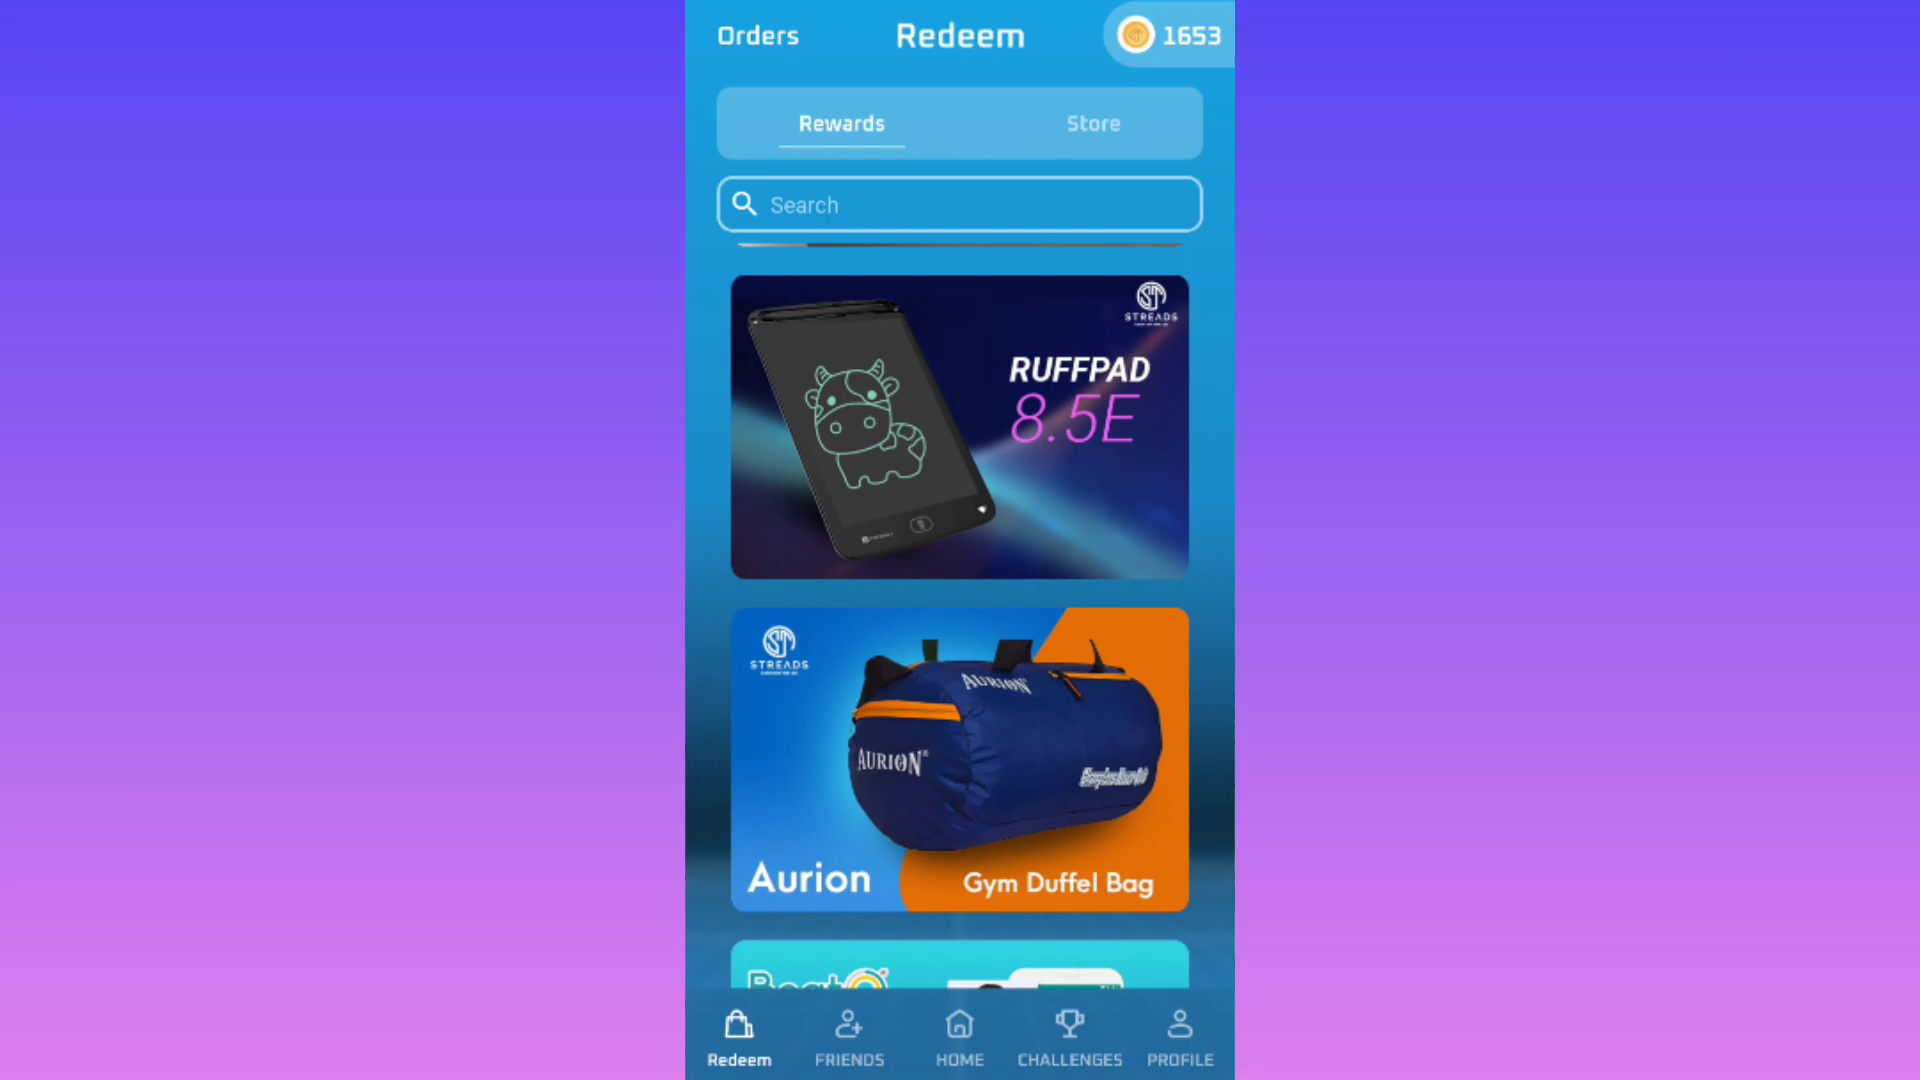 Orders
Redeem
1653
Rewards
Store
Search
STREADS
RUFFPAD
8.5E
STREADS
AURION
AURION®
Aurion
Gym Duffel Bag
BeatO
Redeem
FRIENDS
HOME
CHALLENGES
PROFILE